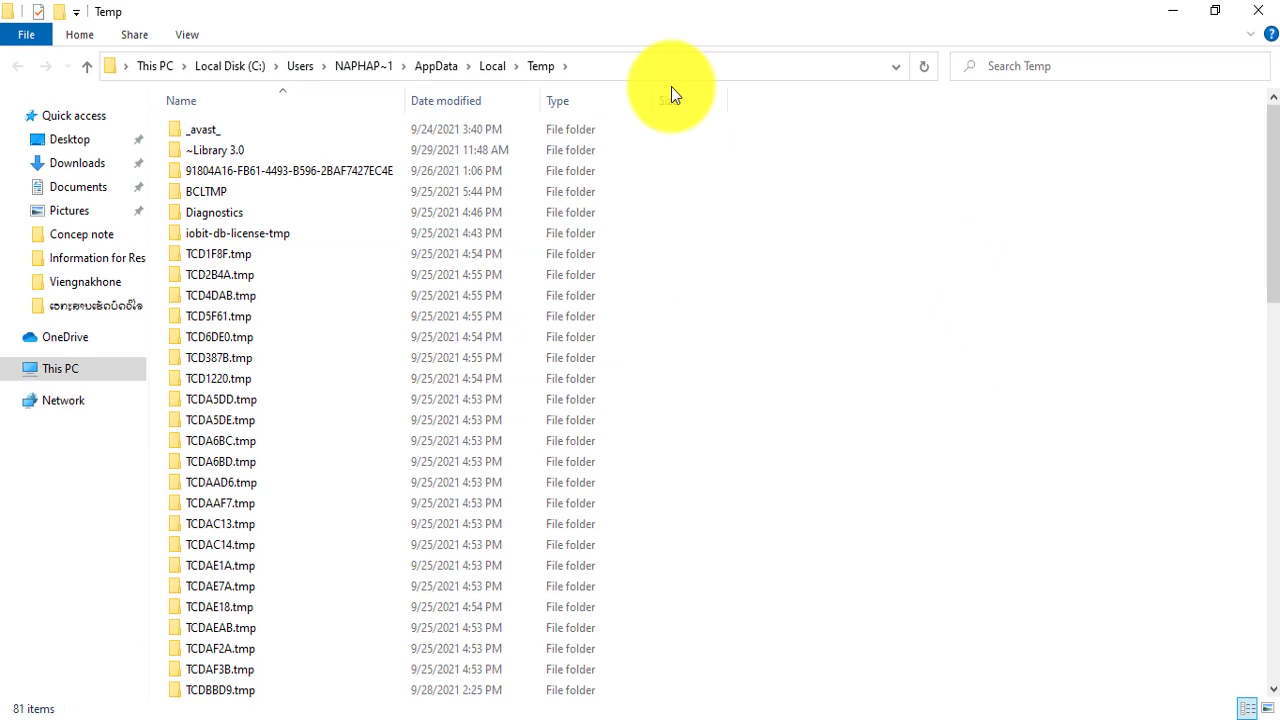 Temp
File Home Share View
This PC Local Disk (C:) Users NAPHAP~1 AppData Local Temp
Search Temp
Name Date modified Type
Quick access
Desktop
Downloads
Documents
Pictures
Concep note
Information for Res
Viengnakhone
OneDrive
This PC
Network
_avast_ 9/24/2021 3:40 PM File folder
~Library 3.0 9/29/2021 11:48 AM File folder
91804A16-FB61-4493-B596-2BAF7427EC4E 9/26/2021 1:06 PM File folder
BCLTMP 9/25/2021 5:44 PM File folder
Diagnostics 9/25/2021 4:46 PM File folder
iobit-db-license-tmp 9/25/2021 4:43 PM File folder
TCD1F8F.tmp 9/25/2021 4:54 PM File folder
TCD2B4A.tmp 9/25/2021 4:55 PM File folder
TCD4DAB.tmp 9/25/2021 4:55 PM File folder
TCD5F61.tmp 9/25/2021 4:55 PM File folder
TCD6DE0.tmp 9/25/2021 4:54 PM File folder
TCD387B.tmp 9/25/2021 4:55 PM File folder
TCD1220.tmp 9/25/2021 4:54 PM File folder
TCDA5DD.tmp 9/25/2021 4:53 PM File folder
TCDA5DE.tmp 9/25/2021 4:53 PM File folder
TCDA6BC.tmp 9/25/2021 4:53 PM File folder
TCDA6BD.tmp 9/25/2021 4:53 PM File folder
TCDAAD6.tmp 9/25/2021 4:53 PM File folder
TCDAAF7.tmp 9/25/2021 4:53 PM File folder
TCDAC13.tmp 9/25/2021 4:53 PM File folder
TCDAC14.tmp 9/25/2021 4:53 PM File folder
TCDAE1A.tmp 9/25/2021 4:53 PM File folder
TCDAE7A.tmp 9/25/2021 4:53 PM File folder
TCDAE18.tmp 9/25/2021 4:54 PM File folder
TCDAEAB.tmp 9/25/2021 4:53 PM File folder
TCDAF2A.tmp 9/25/2021 4:53 PM File folder
TCDAF3B.tmp 9/25/2021 4:53 PM File folder
TCDBBD9.tmp 9/28/2021 2:25 PM File folder
81 items